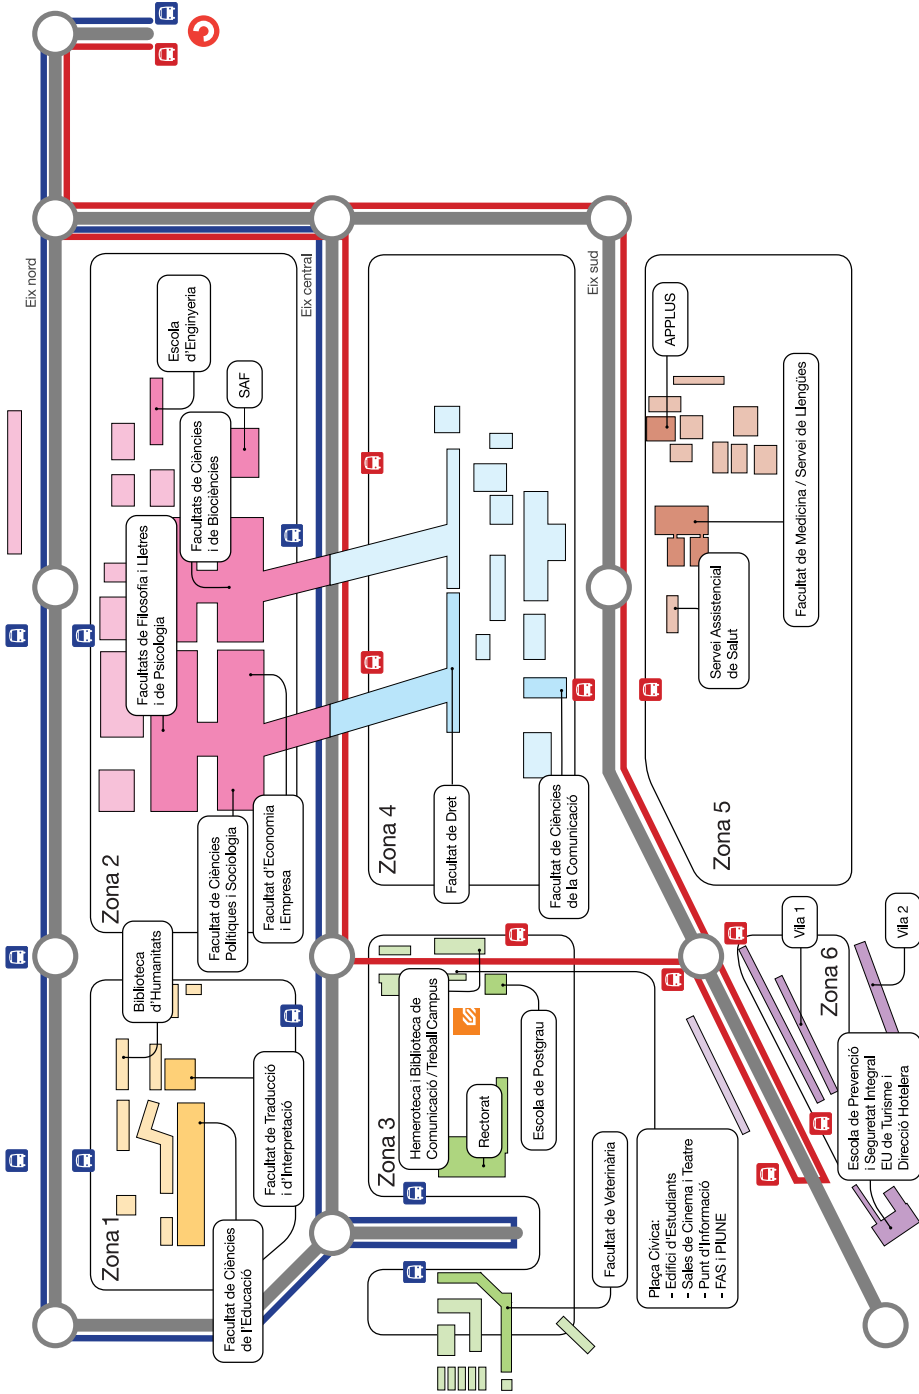 Eix nord
Eix central
Eix sud
Zona 1
Facultat de Ciències
de l'Educació
Facultat de Traducció
i d'Interpretació
Biblioteca
d'Humanitats
Zona 2
Facultat de Ciències
Polítiques i Sociologia
Facultat d'Economia
i Empresa
Facultats de Filosofia i Lletres
i de Psicologia
Facultats de Ciències
i de Biociències
Escola
d'Enginyeria
SAF
Zona 3
Hemeroteca i Biblioteca de
Comunicació / Treball Campus
Rectorat
Escola de Postgrau
Facultat de Veterinària
Plaça Cívica:
- Edifici d'Estudiants
- Sales de Cinema i Teatre
- Punt d'Informació
- FAS i PIUNE
Zona 4
Facultat de Dret
Facultat de Ciències
de la Comunicació
Zona 5
Servei Assistencial
de Salut
APPLUS
Facultat de Medicina / Servei de Llengües
Zona 6
Vila 1
Vila 2
Escola de Prevenció
i Seguretat Integral
EU de Turisme i
Direcció Hotelera